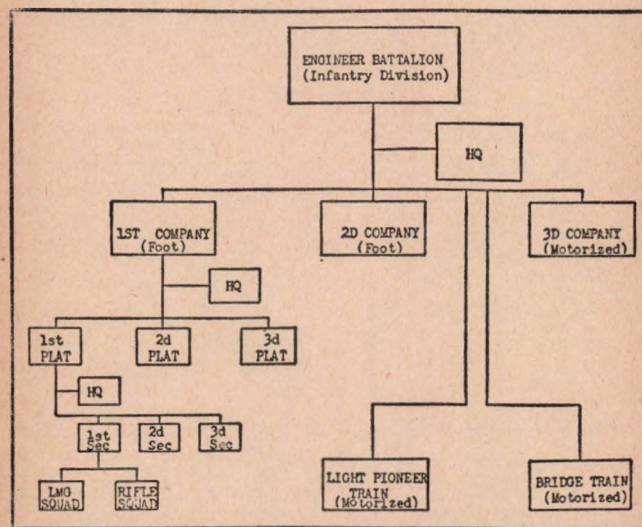 ENGINEER BATTALION
(Infantry Division)
HQ
1ST COMPANY
(Foot)
2D COMPANY
(Foot)
3D COMPANY
(Motorized)
HQ
1st
PLAT
2d
PLAT
3d
PLAT
HQ
1st
Sec
2d
Sec
3d
Sec
LMG
SQUAD
RIFLE
SQUAD
LIGHT PIONEER
TRAIN
(Motorized)
BRIDGE TRAIN
(Motorized)